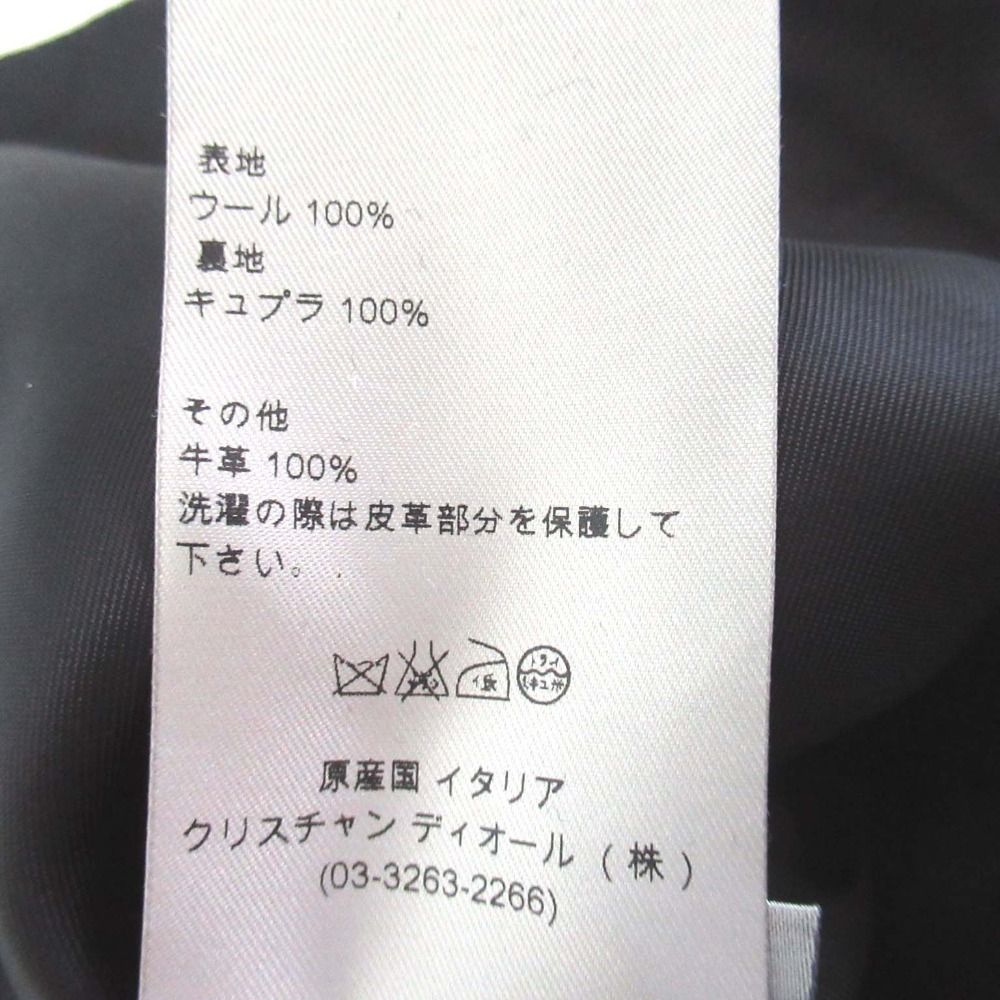 表地
ウール 100%
裏地
キュプラ 100%
その他
牛革 100%
洗濯の際は皮革部分を保護して
下さい。
ドライ
原産国 イタリア
クリスチャン ディオール (株)
(03-3263-2266)